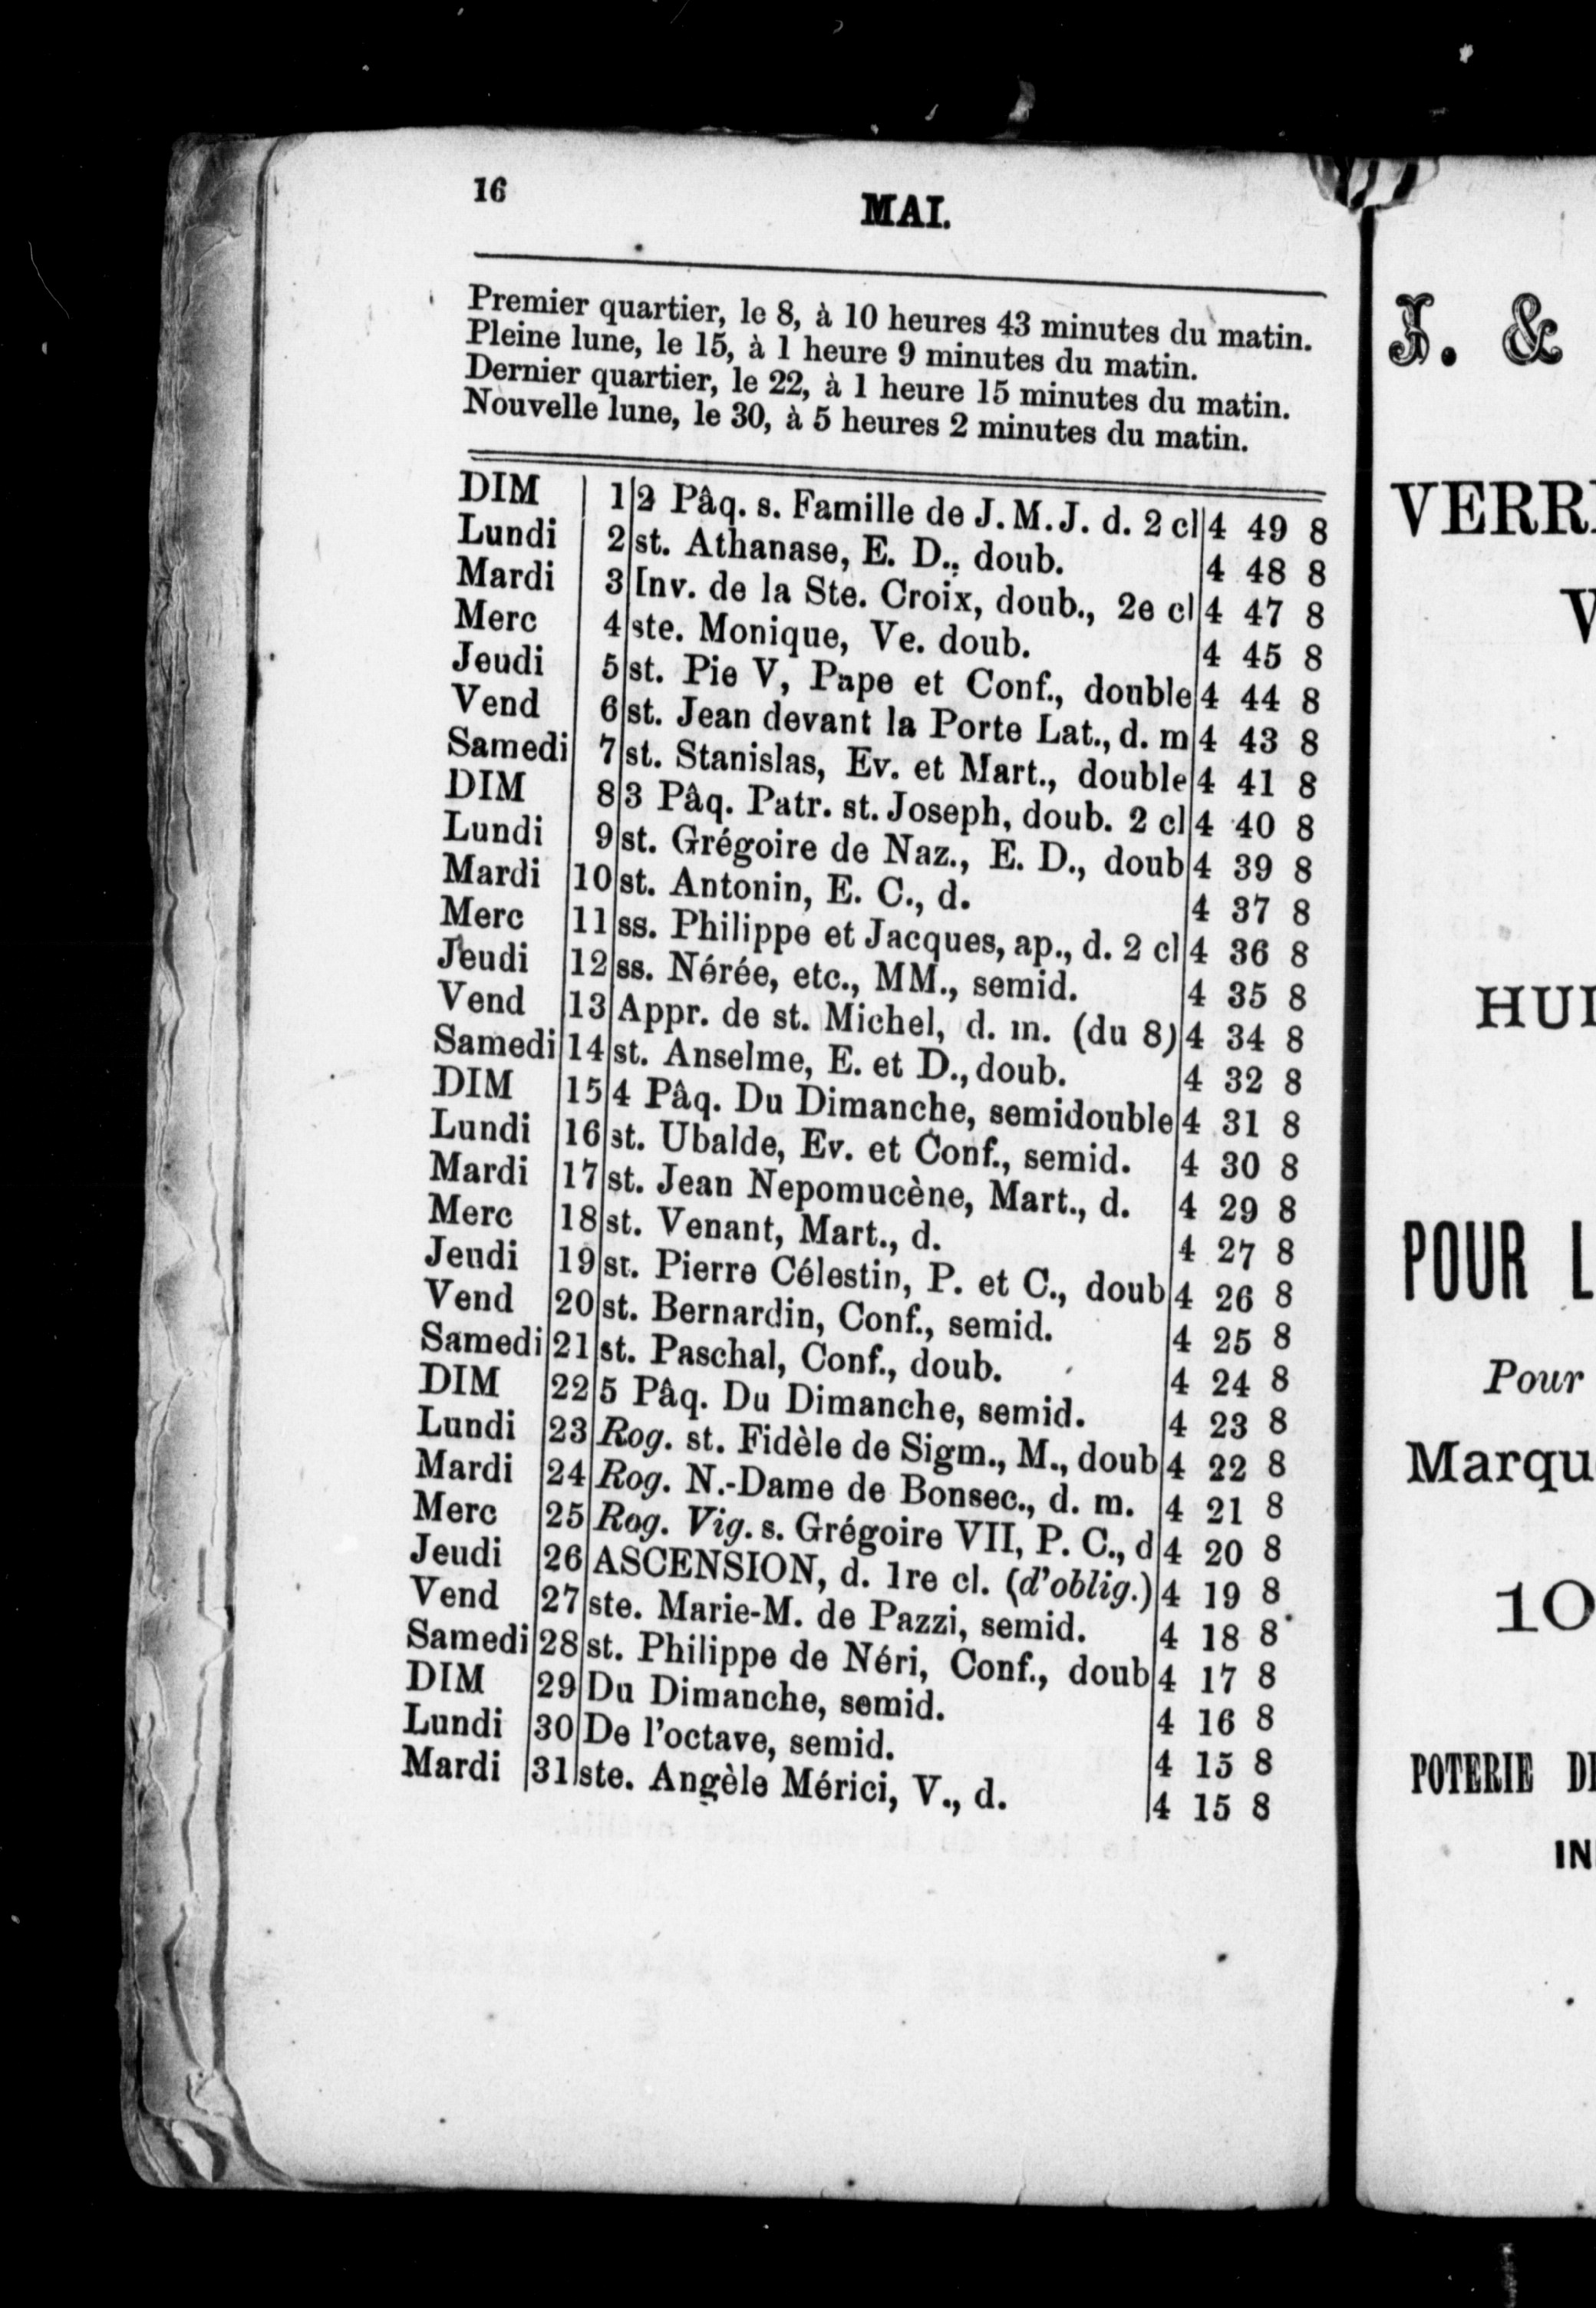 16
MAI.
Premier quartier, le 8, à 10 heures 43 minutes du matin.
Pleine lune, le 15, à 1 heure 9 minutes du matin.
Dernier quartier, le 22, à 1 heure 15 minutes du matin.
Nouvelle lune, le 30, à 5 heures 2 minutes du matin.
DIM 1 2 Pâq. s. Famille de J. M. J. d. 2 cl 4 49 8
Lundi 2 st. Athanase, E. D., doub. 4 48 8
Mardi 3 Inv. de la Ste. Croix, doub., 2e cl 4 47 8
Merc 4 ste. Monique, Ve. doub. 4 45 8
Jeudi 5 st. Pie V, Pape et Conf., double 4 44 8
Vend 6 st. Jean devant la Porte Lat., d. m 4 43 8
Samedi 7 st. Stanislas, Ev. et Mart., double 4 41 8
DIM 8 3 Pâq. Patr. st. Joseph, doub. 2 cl 4 40 8
Lundi 9 st. Grégoire de Naz., E. D., doub 4 39 8
Mardi 10 st. Antonin, E. C., d. 4 37 8
Merc 11 ss. Philippe et Jacques, ap., d. 2 cl 4 36 8
Jeudi 12 ss. Nérée, etc., MM., semid. 4 35 8
Vend 13 Appr. de st. Michel, d. m. (du 8) 4 34 8
Samedi 14 st. Anselme, E. et D., doub. 4 32 8
DIM 15 4 Pâq. Du Dimanche, semidouble 4 31 8
Lundi 16 st. Ubalde, Ev. et Conf., semid. 4 30 8
Mardi 17 st. Jean Nepomucène, Mart., d. 4 29 8
Merc 18 st. Venant, Mart., d. 4 27 8
Jeudi 19 st. Pierre Célestin, P. et C., doub 4 26 8
Vend 20 st. Bernardin, Conf., semid. 4 25 8
Samedi 21 st. Paschal, Conf., doub. 4 24 8
DIM 22 5 Pâq. Du Dimanche, semid. 4 23 8
Lundi 23 Rog. st. Fidèle de Sigm., M., doub 4 22 8
Mardi 24 Rog. N.-Dame de Bonsec., d. m. 4 21 8
Merc 25 Rog. Vig. s. Grégoire VII, P. C., d 4 20 8
Jeudi 26 ASCENSION, d. 1re cl. (d'oblig.) 4 19 8
Vend 27 ste. Marie-M. de Pazzi, semid. 4 18 8
Samedi 28 st. Philippe de Néri, Conf., doub 4 17 8
DIM 29 Du Dimanche, semid. 4 16 8
Lundi 30 De l'octave, semid. 4 15 8
Mardi 31 ste. Angèle Mérici, V., d. 4 15 8
J. &
VERR
V
HUI
POUR L
Pour
Marqu
10
POTERIE D
IN